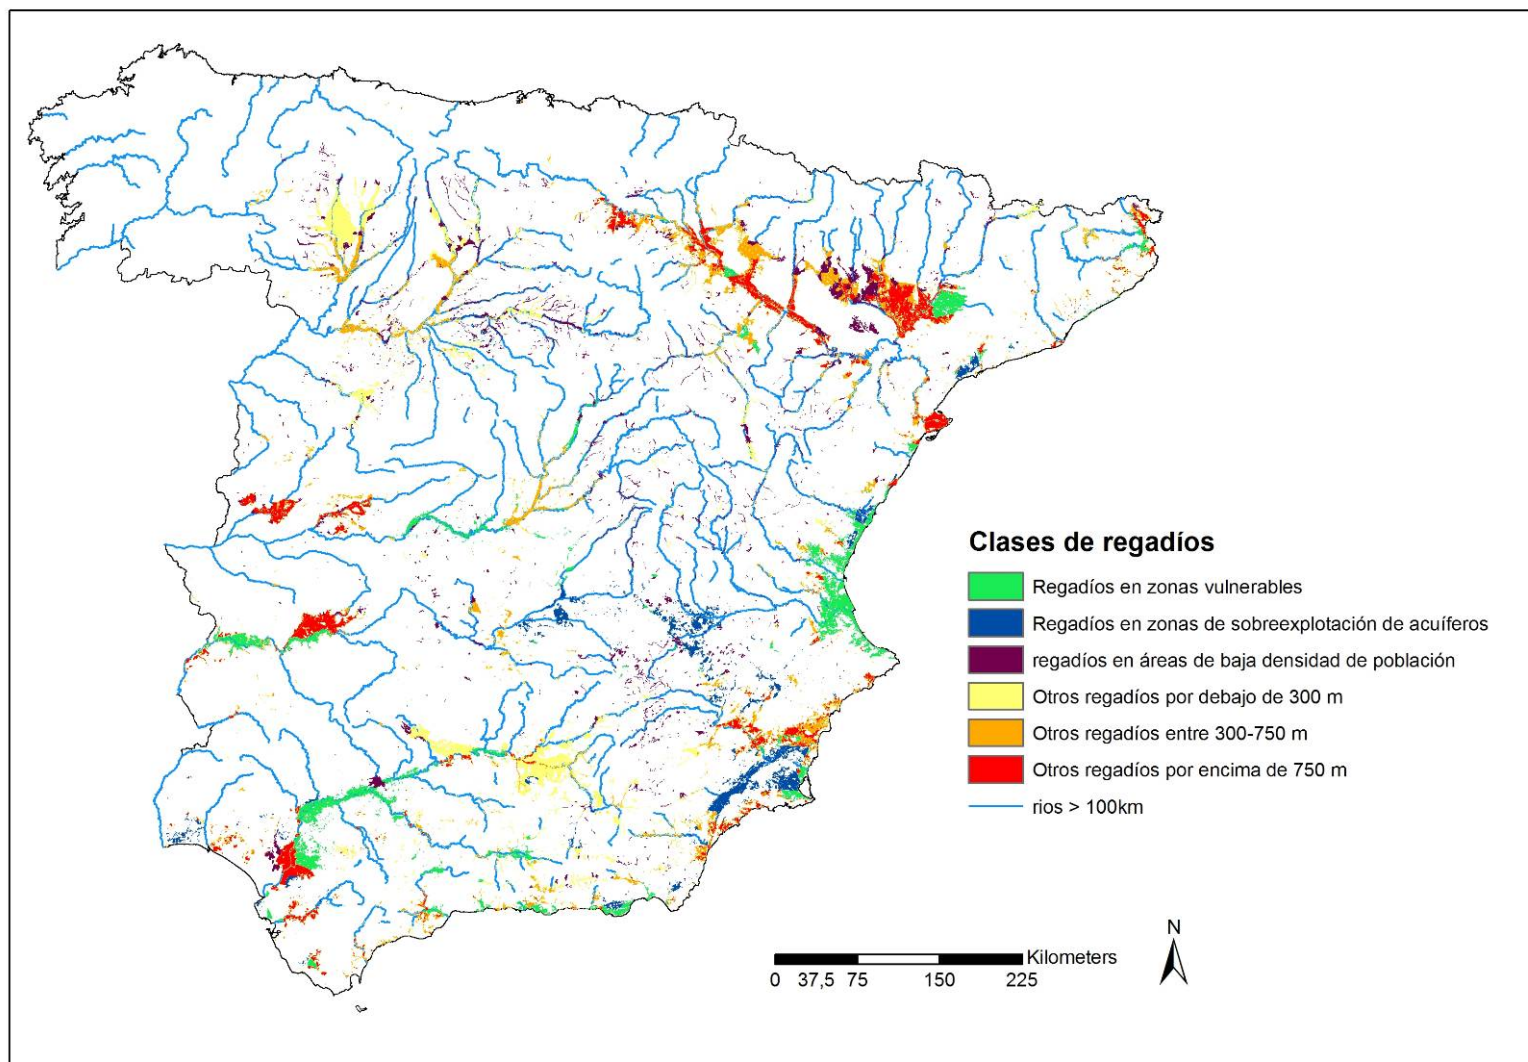 Clases de regadíos
Regadíos en zonas vulnerables
Regadíos en zonas de sobreexplotación de acuíferos
regadíos en áreas de baja densidad de población
Otros regadíos por debajo de 300 m
Otros regadíos entre 300-750 m
Otros regadíos por encima de 750 m
rios > 100km
N
Kilometers
0 37,5 75 150 225